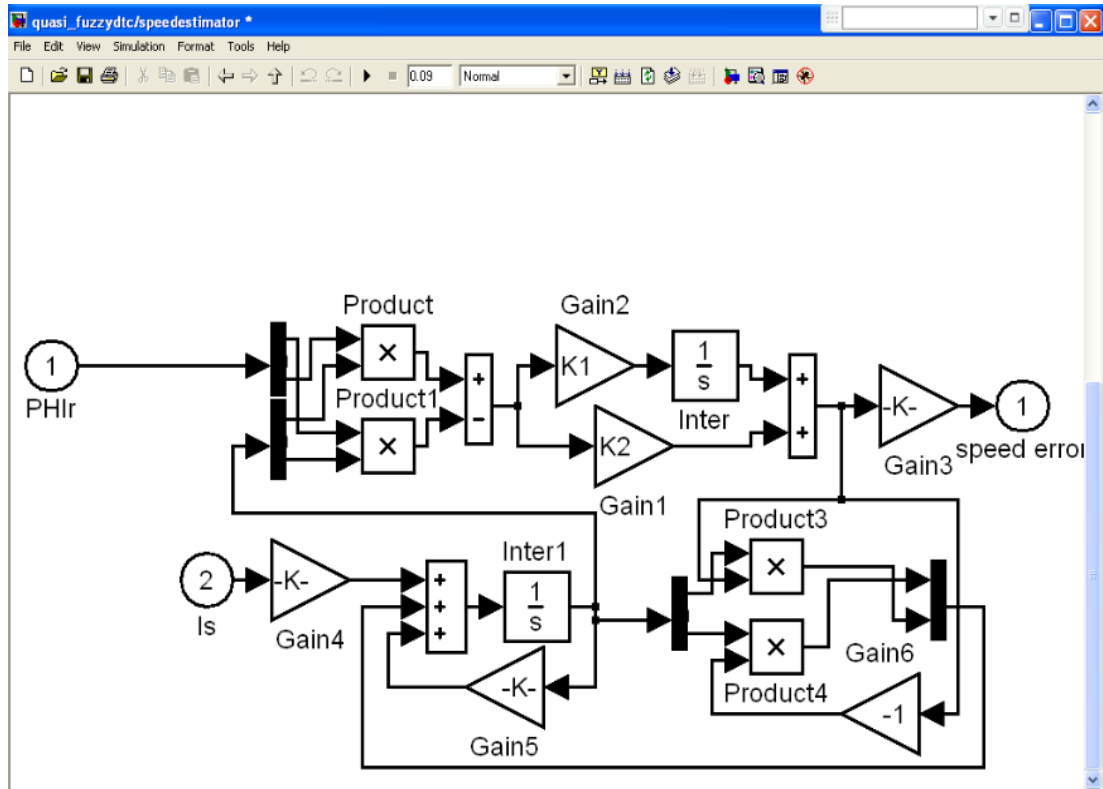 quasi_fuzzydtc/speedestimator *
File Edit View Simulation Format Tools Help
0.09 Normal
Product
Gain2
1
PHIr
×
+
-
K1
1
s
+
+
-K-
1
Product1
Inter
×
K2
Gain3
speed error
Gain1
Product3
Inter1
2
Is
-K-
+
+
+
1
s
×
Gain4
×
Gain6
Product4
-K-
-1
Gain5